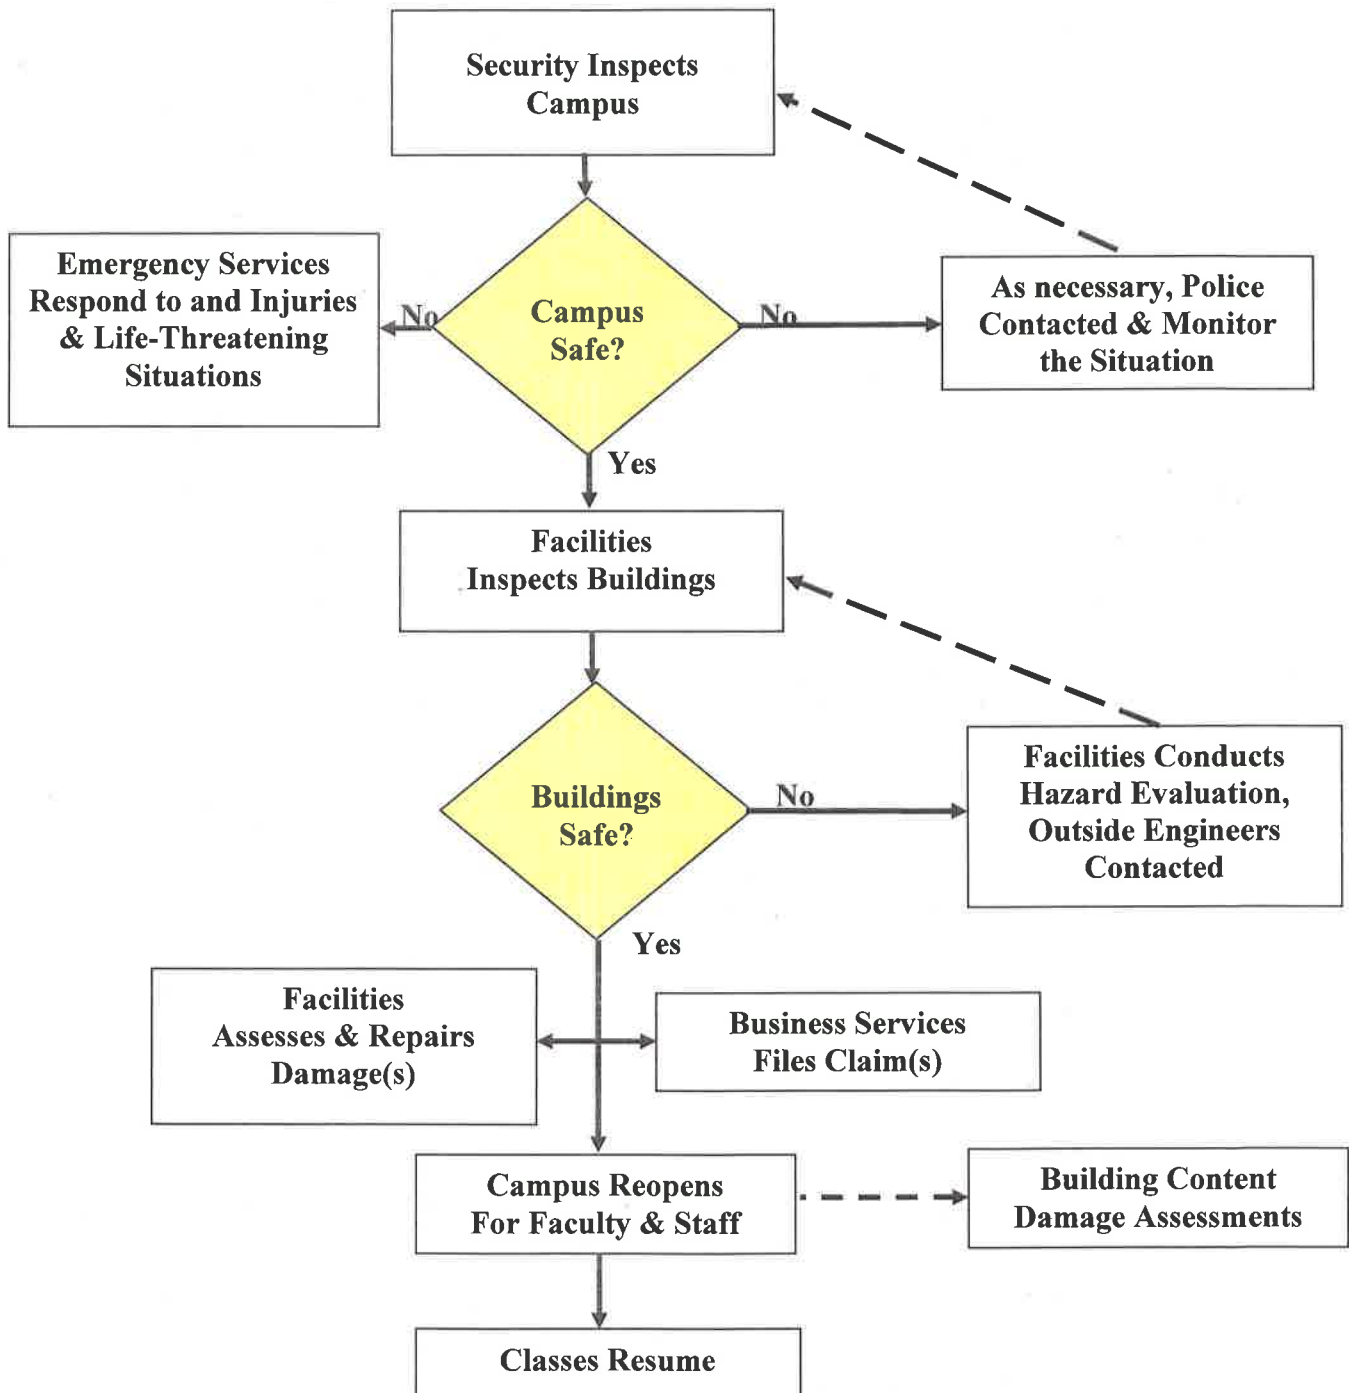 Security Inspects
Campus
Emergency Services
Respond to and Injuries
& Life-Threatening
Situations
No
Campus
Safe?
No
As necessary, Police
Contacted & Monitor
the Situation
Yes
Facilities
Inspects Buildings
Buildings
Safe?
No
Facilities Conducts
Hazard Evaluation,
Outside Engineers
Contacted
Yes
Facilities
Assesses & Repairs
Damage(s)
Business Services
Files Claim(s)
Campus Reopens
For Faculty & Staff
Building Content
Damage Assessments
Classes Resume